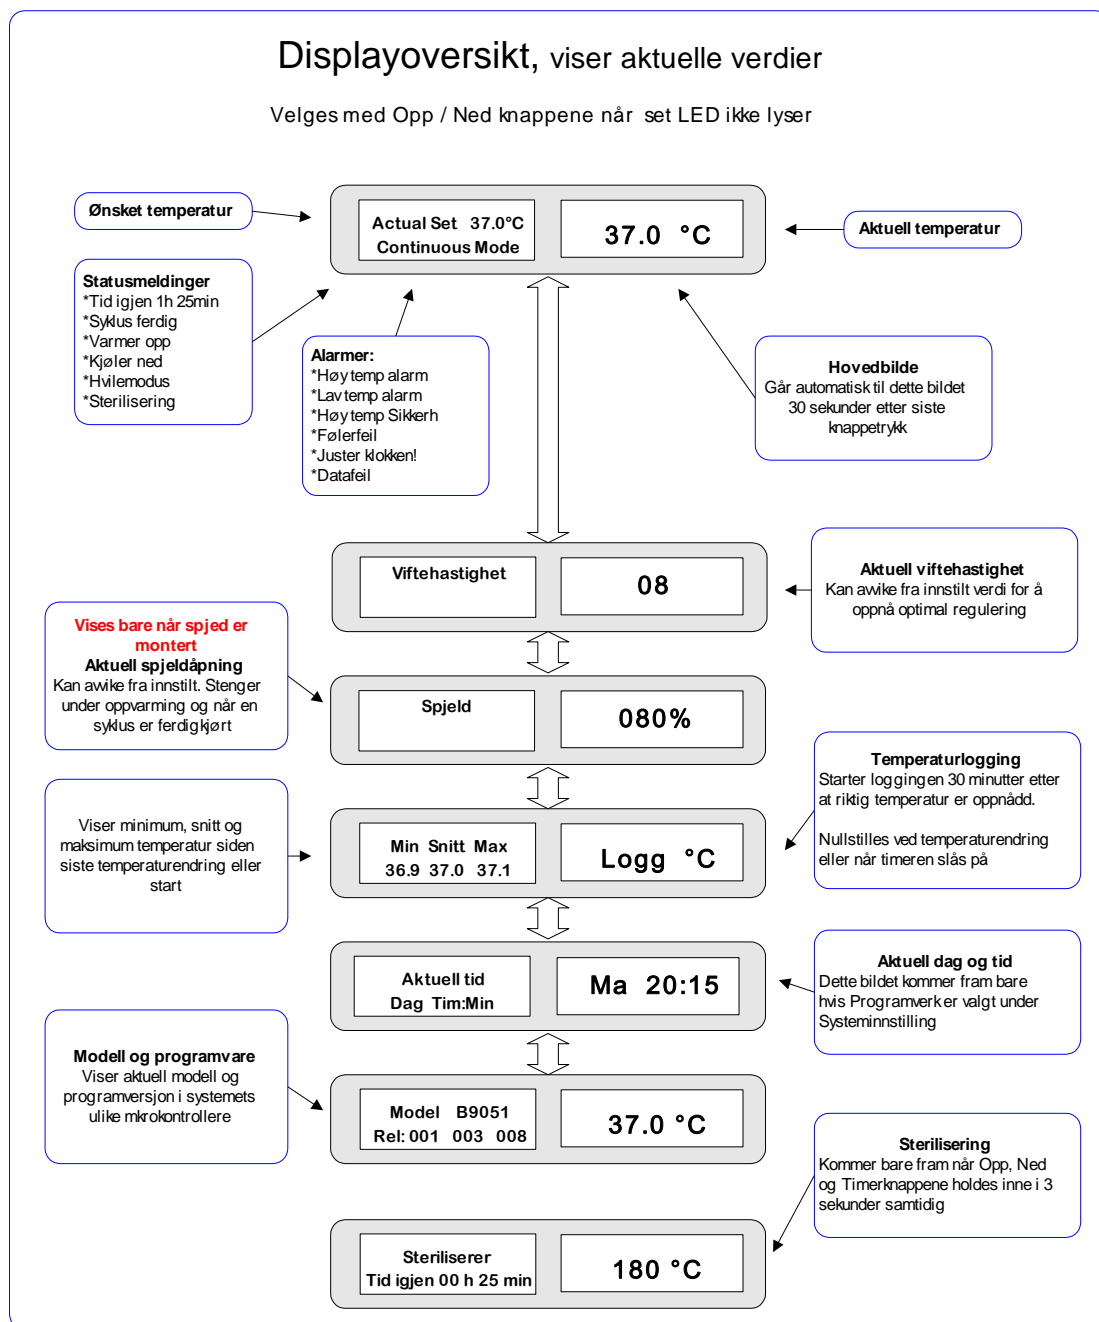 Displayoversikt, viser aktuelle verdier
Velges med Opp / Ned knappene når set LED ikke lyser
Ønsket temperatur
Actual Set 37.0°C
Continuous Mode
37.0 °C
Aktuell temperatur
Statusmeldinger
*Tid igjen 1h 25min
*Syklus ferdig
*Varmer opp
*Kjøler ned
*Hvilemodus
*Sterilisering
Alarmer:
*Høy temp alarm
*Lav temp alarm
*Høy temp Sikkerh
*Følerfeil
*Juster klokken!
*Datafeil
Hovedbilde
Går automatisk til dette bildet
30 sekunder etter siste
knappetrykk
Viftehastighet
08
Aktuell viftehastighet
Kan avvike fra innstilt verdi for å
oppnå optimal regulering
Vises bare når spjed er
montert
Aktuell spjeldåpning
Kan avvike fra innstilt. Stenger
under oppvarming og når en
syklus er ferdigkjørt
Spjeld
080%
Temperaturlogging
Starter loggingen 30 minutter etter
at riktig temperatur er oppnådd.
Nullstilles ved temperaturendring
eller når timeren slås på
Viser minimum, snitt og
maksimum temperatur siden
siste temperaturendring eller
start
Min Snitt Max
36.9 37.0 37.1
Logg °C
Aktuell tid
Dag Tim:Min
Ma 20:15
Aktuell dag og tid
Dette bildet kommer fram bare
hvis Programverk er valgt under
Systeminnstilling
Modell og programvare
Viser aktuell modell og
programversjon i systemets
ulike mkrokontrollere
Model B9051
Rel: 001 003 008
37.0 °C
Sterilisering
Kommer bare fram når Opp, Ned
og Timerknappene holdes inne i 3
sekunder samtidig
Steriliserer
Tid igjen 00 h 25 min
180 °C